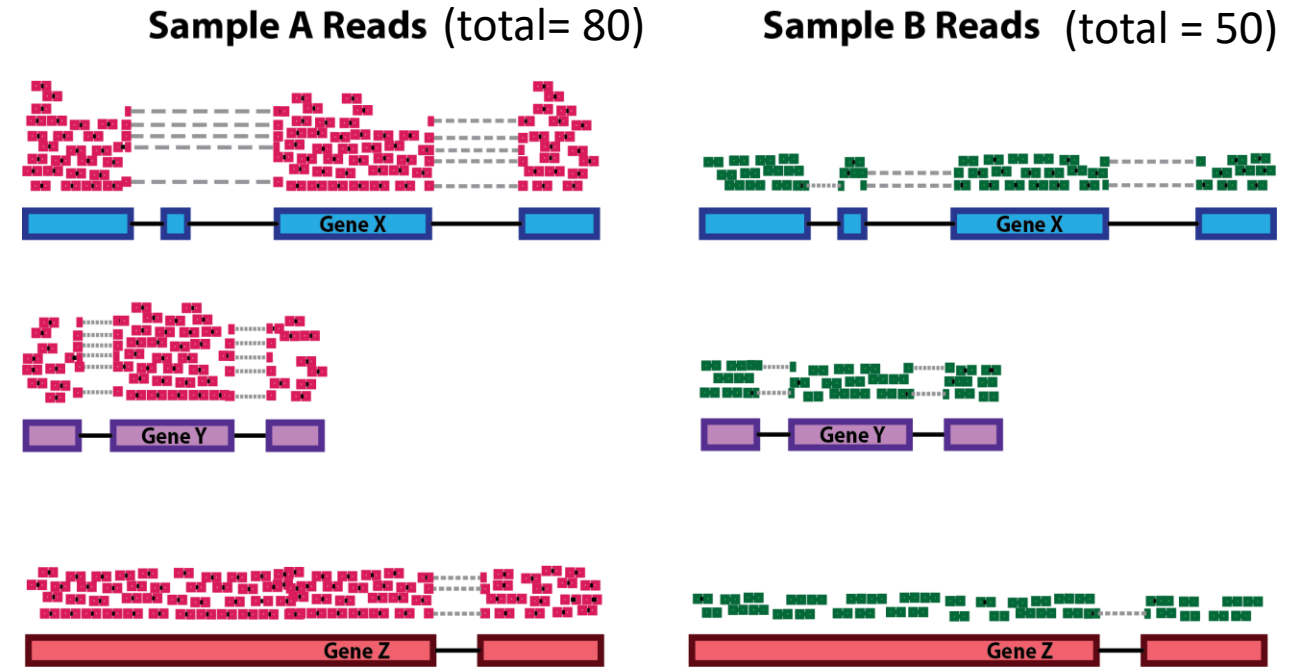 Sample A Reads (total= 80)
Sample B Reads (total = 50)
Gene X
Gene X
Gene Y
Gene Y
Gene Z
Gene Z